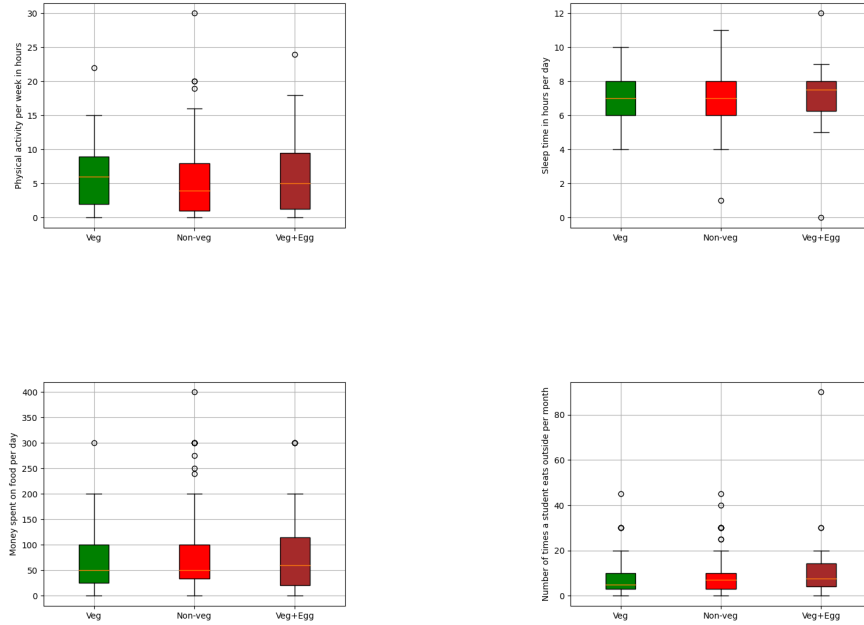 Physical activity per week in hours
30
25
20
15
10
5
0
Veg
Non-veg
Veg+Egg
Sleep time in hours per day
12
10
8
6
4
2
0
Veg
Non-veg
Veg+Egg
Money spent on food per day
400
350
300
250
200
150
100
50
0
Veg
Non-veg
Veg+Egg
Number of times a student eats outside per month
80
60
40
20
0
Veg
Non-veg
Veg+Egg